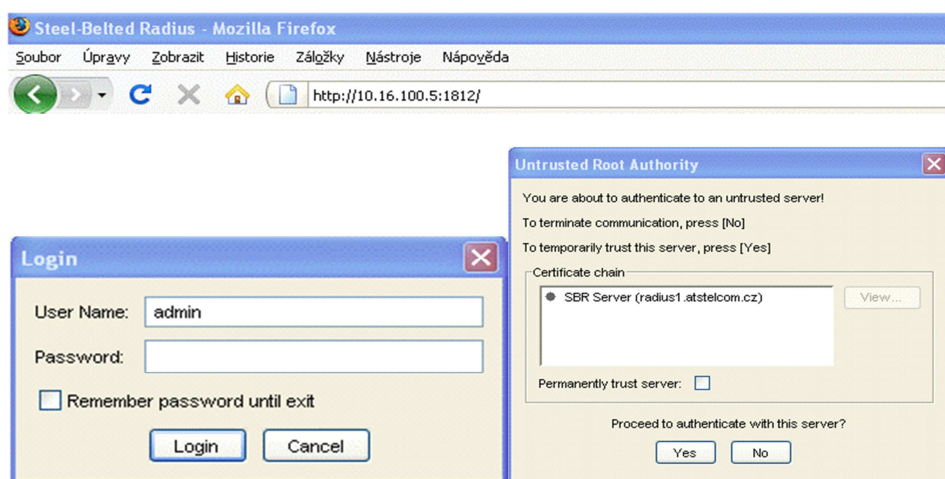 Steel-Belted Radius - Mozilla Firefox
Soubor Úpravy Zobrazit Historie Záložky Nástroje Nápověda
http://10.16.100.5:1812/
Untrusted Root Authority
You are about to authenticate to an untrusted server!
To terminate communication, press [No]
To temporarily trust this server, press [Yes]
Certificate chain
SBR Server (radius1.atstelcom.cz)
View...
Permanently trust server:
Proceed to authenticate with this server?
Yes No
Login
User Name: admin
Password:
Remember password until exit
Login Cancel